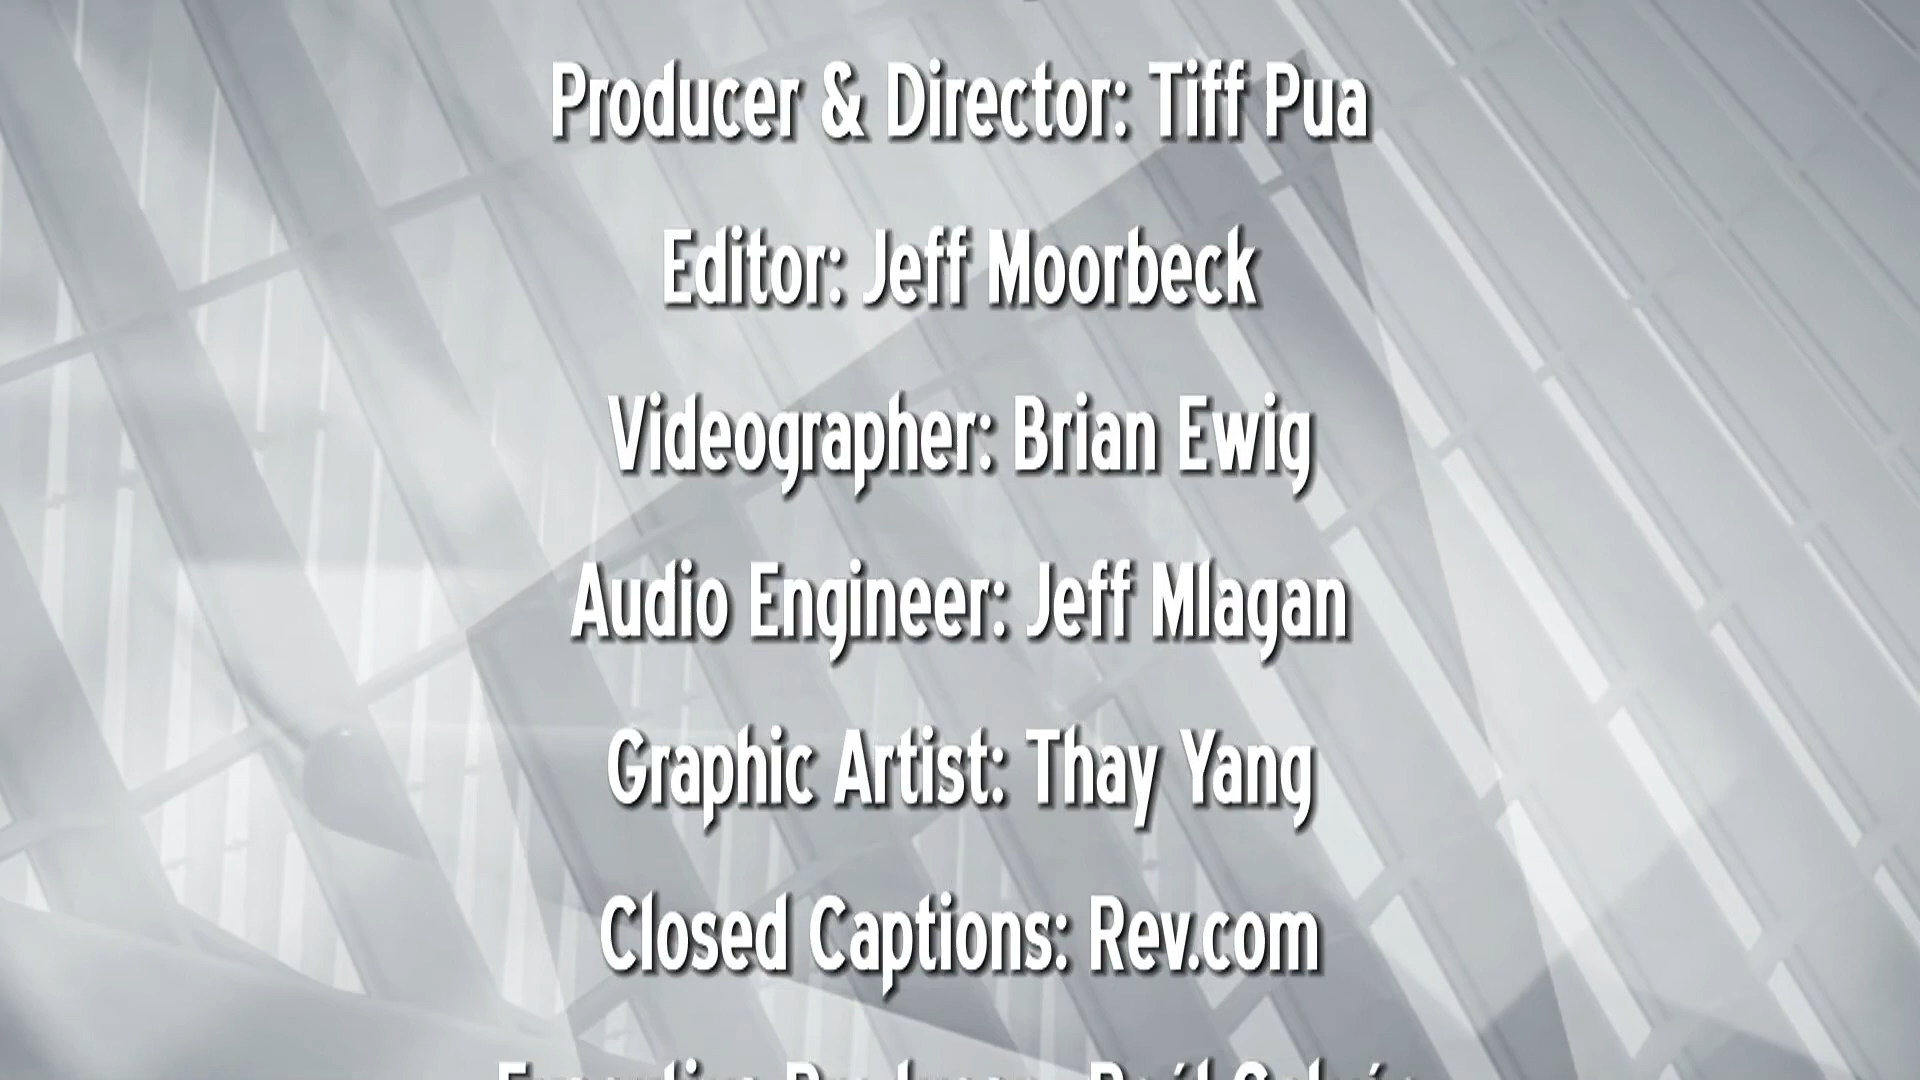 Producer & Director: Tiff Pua
Editor: Jeff Moorbeck
Videographer: Brian Ewig
Audio Engineer: Jeff Mlagan
Graphic Artist: Thay Yang
Closed Captions: Rev.com